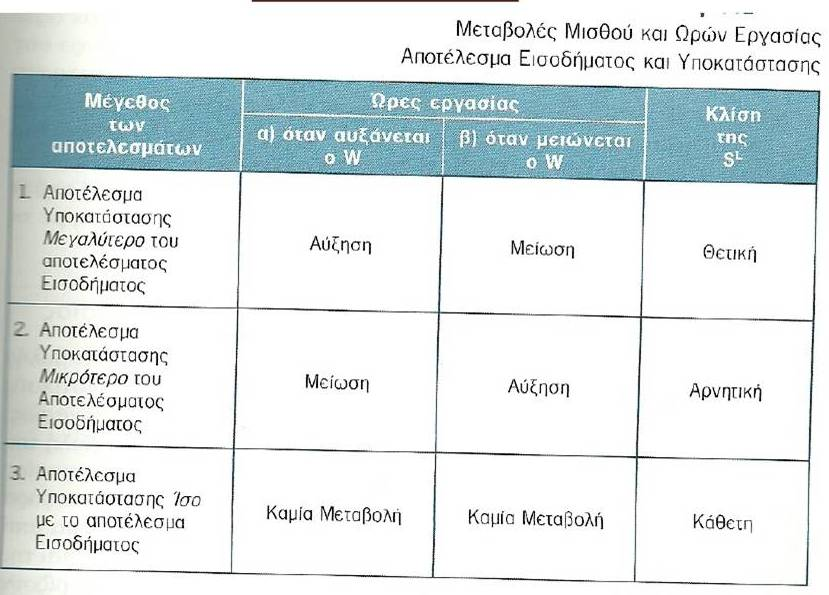 Μεταβολές Μισθού και Ωρών Εργασίας
Αποτέλεσμα Εισοδήματος και Υποκατάστασης
Μέγεθος
των
αποτελεσμάτων
Ώρες εργασίας
α) όταν αυξάνεται
ο W
β) όταν μειώνεται
ο W
Κλίση
της
Sᴸ
1. Αποτέλεσμα
Υποκατάστασης
Μεγαλύτερο του
αποτελέσματος
Εισοδήματος
Αύξηση
Μείωση
Θετική
2. Αποτέλεσμα
Υποκατάστασης
Μικρότερο του
Αποτελέσματος
Εισοδήματος
Μείωση
Αύξηση
Αρνητική
3. Αποτέλεσμα
Υποκατάστασης Ίσο
με το αποτέλεσμα
Εισοδήματος
Καμία Μεταβολή
Καμία Μεταβολή
Κάθετη